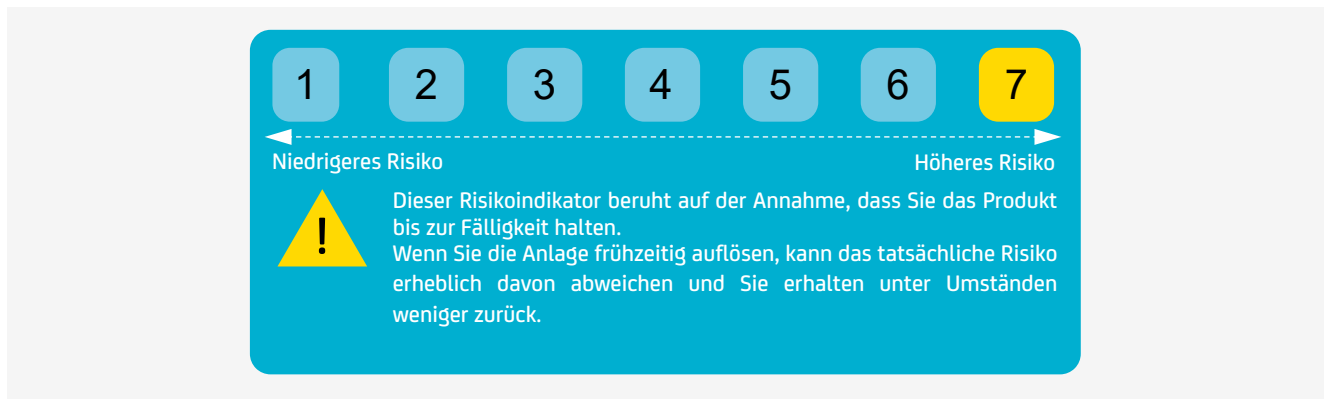 1 2 3 4 5 6 7
Niedrigeres Risiko Höheres Risiko
!
Dieser Risikoindikator beruht auf der Annahme, dass Sie das Produkt
bis zur Fälligkeit halten.
Wenn Sie die Anlage frühzeitig auflösen, kann das tatsächliche Risiko
erheblich davon abweichen und Sie erhalten unter Umständen
weniger zurück.